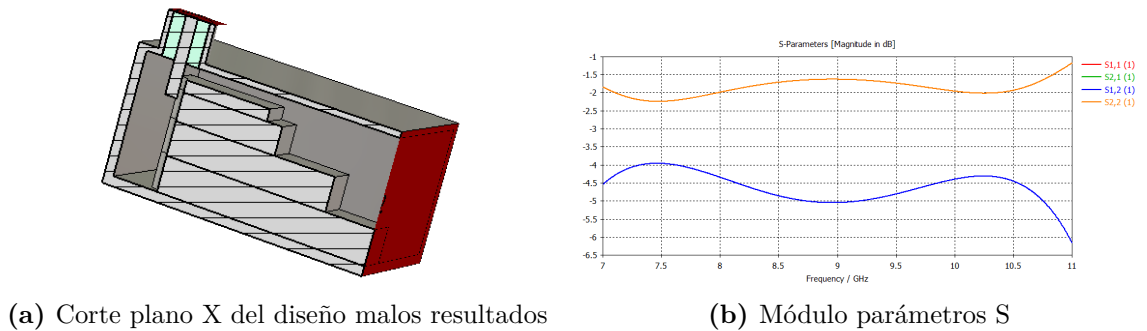 S-Parameters [Magnitude in dB]
-1
-1.5
-2
-2.5
-3
-3.5
-4
-4.5
-5
-5.5
-6
-6.5
7
7.5
8
8.5
9
9.5
10
10.5
11
Frequency / GHz
S1,1 (1)
S2,1 (1)
S1,2 (1)
S2,2 (1)
(a) Corte plano X del diseño malos resultados
(b) Módulo parámetros S